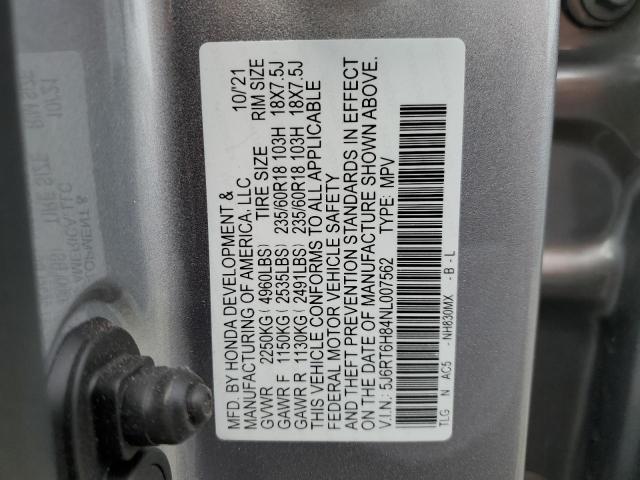 MFD. BY HONDA DEVELOPMENT &
MANUFACTURING OF AMERICA, LLC 10/'21
GVWR 2250KG (4960LBS) TIRE SIZE RIM SIZE
GAWR F 1150KG (2535LBS) 235/60R18 103H 18X7.5J
GAWR R 1130KG (2491LBS) 235/60R18 103H 18X7.5J
THIS VEHICLE CONFORMS TO ALL APPLICABLE
FEDERAL MOTOR VEHICLE SAFETY
AND THEFT PREVENTION STANDARDS IN EFFECT
ON THE DATE OF MANUFACTURE SHOWN ABOVE.
V.I.N.: 5J6RT6H84NL007562 TYPE: MPV
TLG N AC5 -NH830MX -B-L